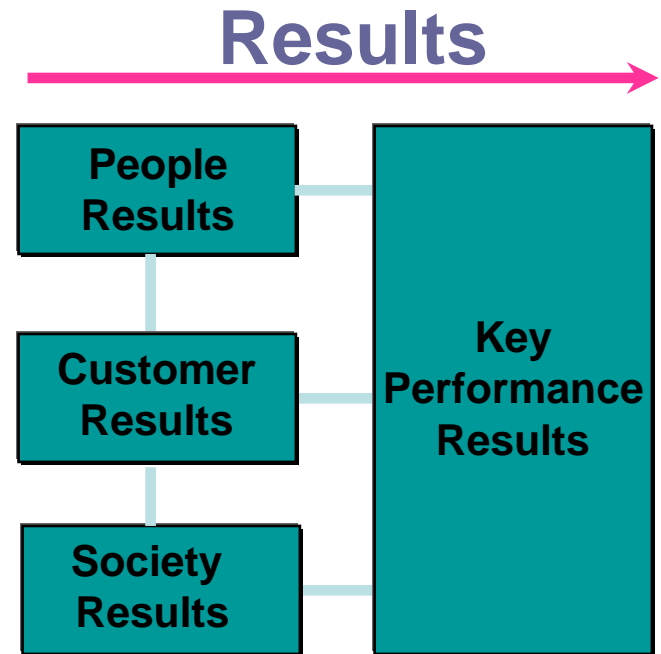 Results
People
Results
Customer
Results
Society
Results
Key
Performance
Results